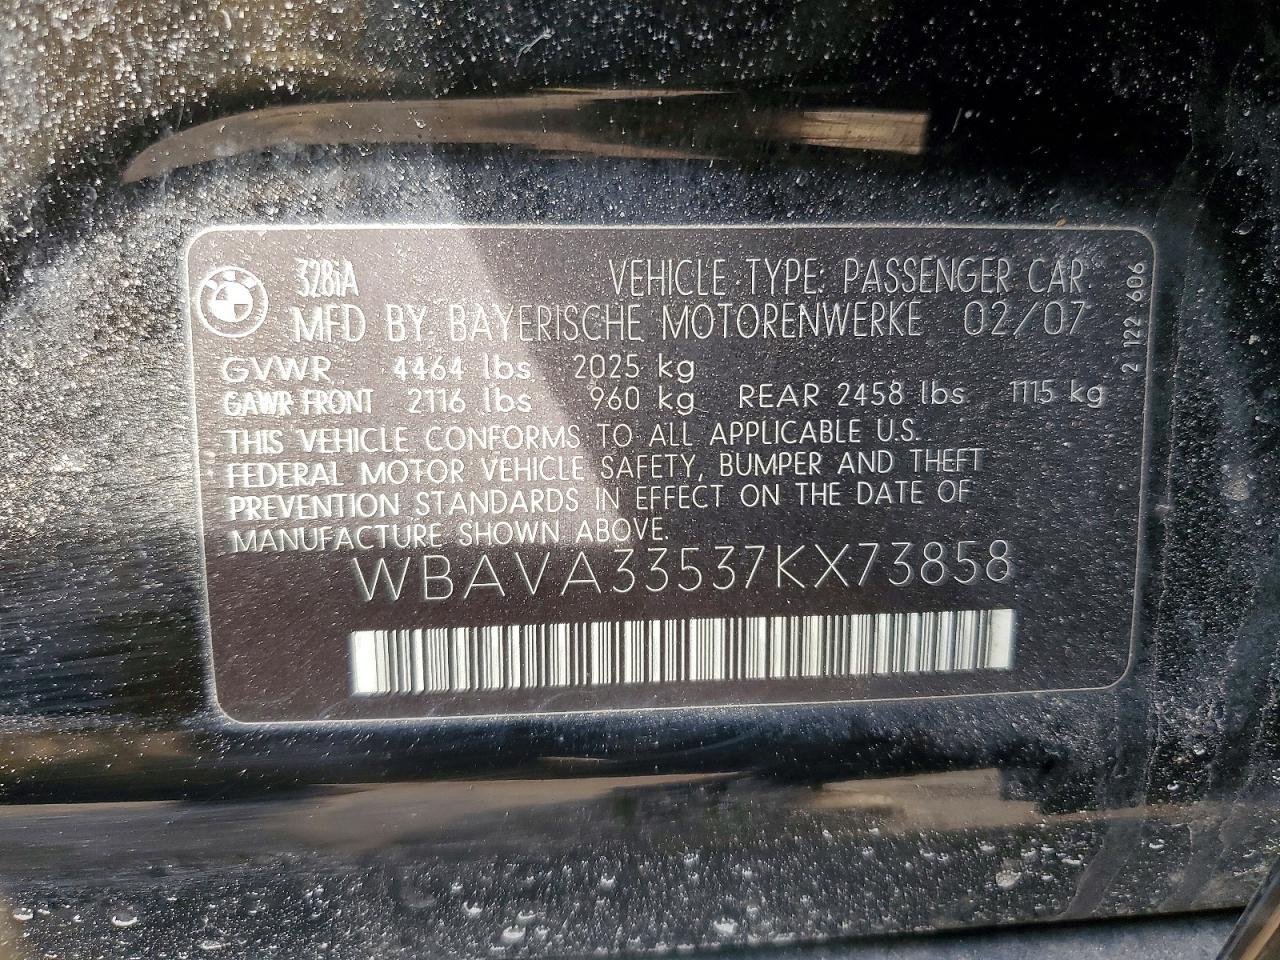 328iA VEHICLE TYPE: PASSENGER CAR
MFD BY BAYERISCHE MOTORENWERKE 02/07
GVWR 4464 lbs 2025 kg
GAWR FRONT 2116 lbs 960 kg REAR 2458 lbs 1115 kg
THIS VEHICLE CONFORMS TO ALL APPLICABLE U.S.
FEDERAL MOTOR VEHICLE SAFETY, BUMPER AND THEFT
PREVENTION STANDARDS IN EFFECT ON THE DATE OF
MANUFACTURE SHOWN ABOVE.
WBAVA33537KX73858
2 122 606